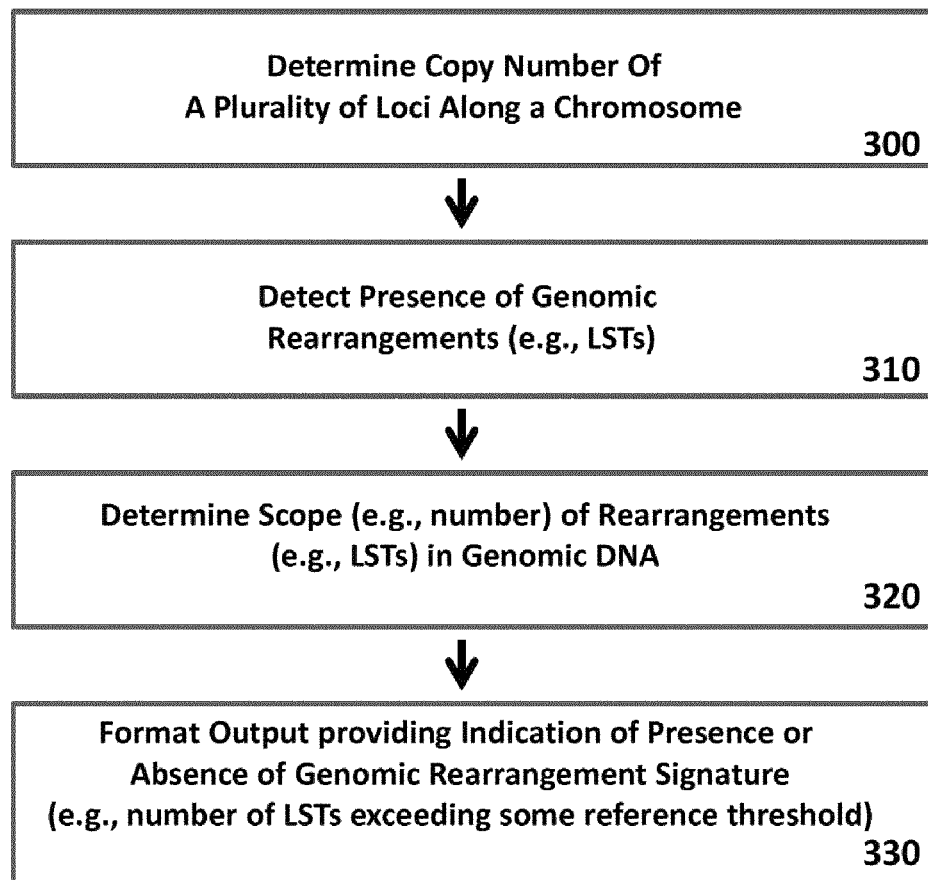 Determine Copy Number Of
A Plurality of Loci Along a Chromosome
300
Detect Presence of Genomic
Rearrangements (e.g., LSTs)
310
Determine Scope (e.g., number) of Rearrangements
(e.g., LSTs) in Genomic DNA
320
Format Output providing Indication of Presence or
Absence of Genomic Rearrangement Signature
(e.g., number of LSTs exceeding some reference threshold)
330